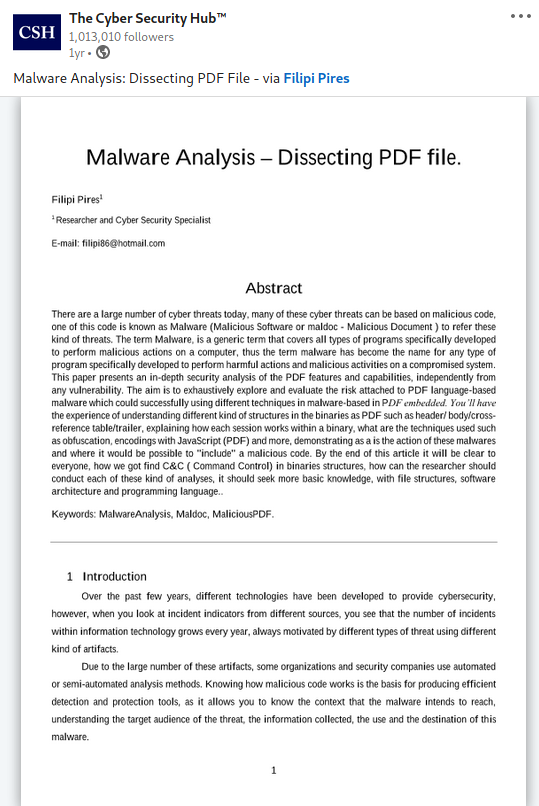 CSH
The Cyber Security Hub™
1,013,010 followers
1yr •
Malware Analysis: Dissecting PDF File - via Filipi Pires
Malware Analysis – Dissecting PDF file.
Filipi Pires¹
¹ Researcher and Cyber Security Specialist
E-mail: filipi86@hotmail.com
Abstract
There are a large number of cyber threats today, many of these cyber threats can be based on malicious code,
one of this code is known as Malware (Malicious Software or maldoc - Malicious Document ) to refer these
kind of threats. The term Malware, is a generic term that covers all types of programs specifically developed
to perform malicious actions on a computer, thus the term malware has become the name for any type of
program specifically developed to perform harmful actions and malicious activities on a compromised system.
This paper presents an in-depth security analysis of the PDF features and capabilities, independently from
any vulnerability. The aim is to exhaustively explore and evaluate the risk attached to PDF language-based
malware which could successfully using different techniques in malware-based in PDF embedded. You'll have
the experience of understanding different kind of structures in the binaries as PDF such as header/ body/cross-
reference table/trailer, explaining how each session works within a binary, what are the techniques used such
as obfuscation, encodings with JavaScript (PDF) and more, demonstrating as a is the action of these malwares
and where it would be possible to "include" a malicious code. By the end of this article it will be clear to
everyone, how we got find C&C ( Command Control) in binaries structures, how can the researcher should
conduct each of these kind of analyses, it should seek more basic knowledge, with file structures, software
architecture and programming language..
Keywords: MalwareAnalysis, Maldoc, MaliciousPDF.
1 Introduction
Over the past few years, different technologies have been developed to provide cybersecurity,
however, when you look at incident indicators from different sources, you see that the number of incidents
within information technology grows every year, always motivated by different types of threat using different
kind of artifacts.
Due to the large number of these artifacts, some organizations and security companies use automated
or semi-automated analysis methods. Knowing how malicious code works is the basis for producing efficient
detection and protection tools, as it allows you to know the context that the malware intends to reach,
understanding the target audience of the threat, the information collected, the use and the destination of this
malware.
1